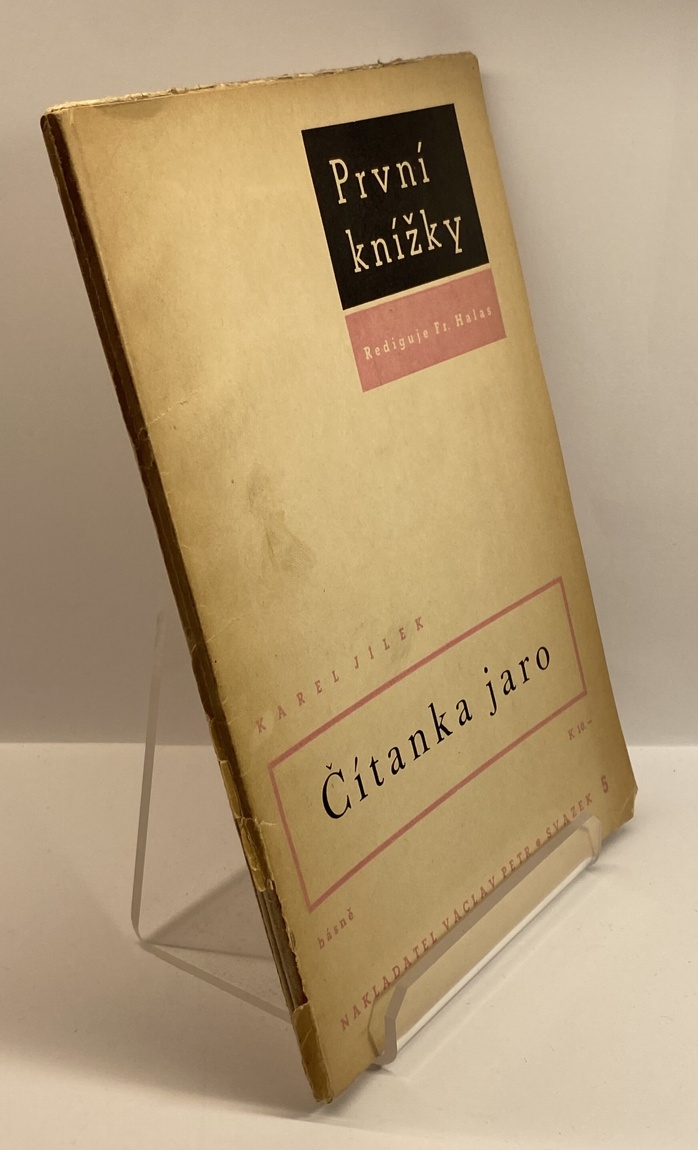 První
knížky
Rediguje Fr. Halas
KAREL JÍLEK
Čítanka jaro
K 10.–
básně
NAKLADATEL VÁCLAV PETR • SVAZEK 5